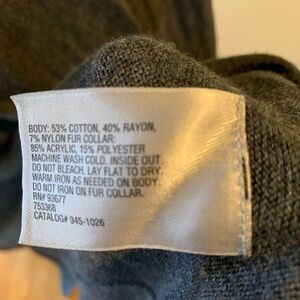 BODY: 53% COTTON, 40% RAYON,
7% NYLON FUR COLLAR:
85% ACRYLIC, 15% POLYESTER
MACHINE WASH COLD. INSIDE OUT.
DO NOT BLEACH. LAY FLAT TO DRY.
WARM IRON AS NEEDED ON BODY.
DO NOT IRON ON FUR COLLAR.
RN# 93677
753368
CATALOG# 945-1026